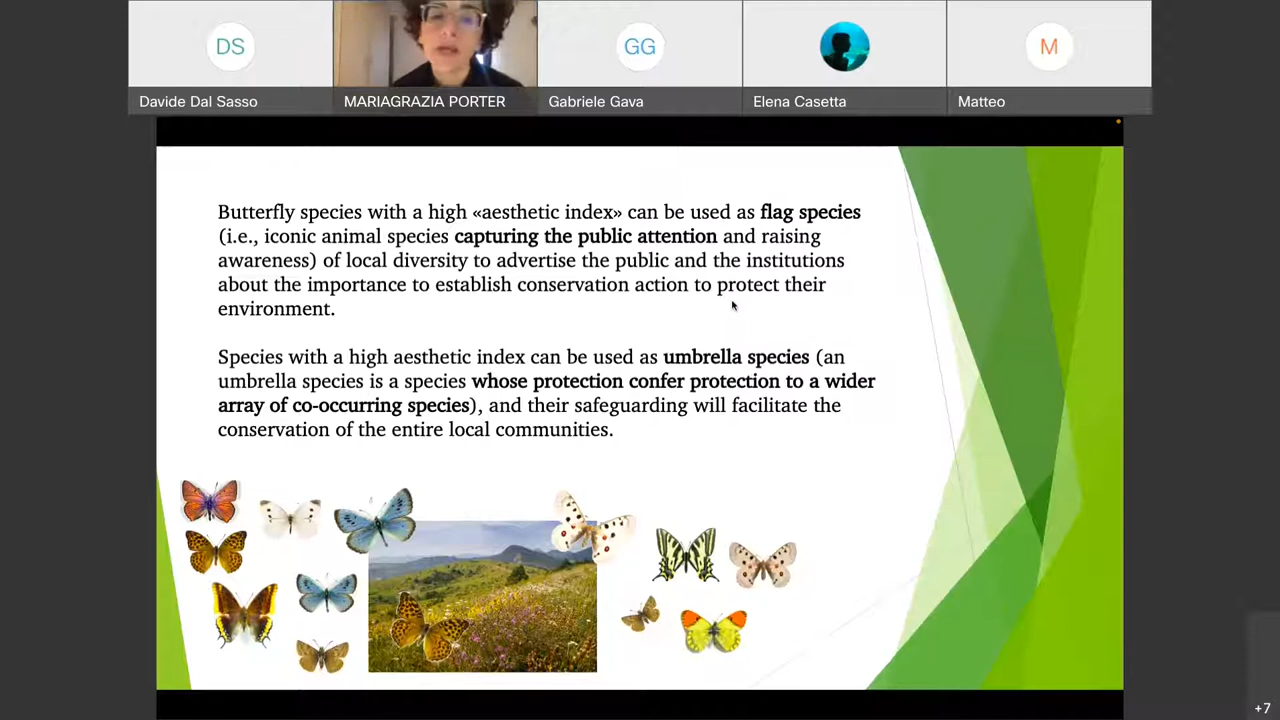 DS
GG
M
Davide Dal Sasso
MARIAGRAZIA PORTER
Gabriele Gava
Elena Casetta
Matteo
Butterfly species with a high «aesthetic index» can be used as flag species
(i.e., iconic animal species capturing the public attention and raising
awareness) of local diversity to advertise the public and the institutions
about the importance to establish conservation action to protect their
environment.
Species with a high aesthetic index can be used as umbrella species (an
umbrella species is a species whose protection confer protection to a wider
array of co-occurring species), and their safeguarding will facilitate the
conservation of the entire local communities.
+7